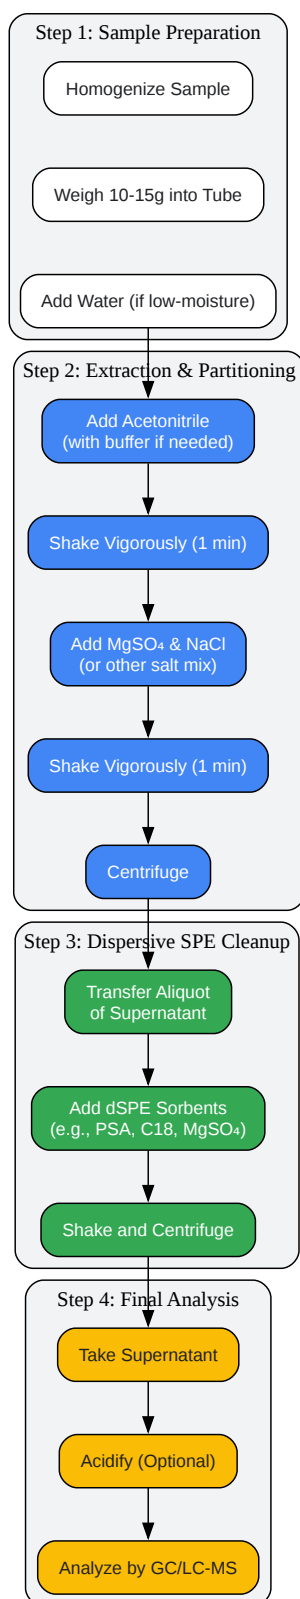 Step 1: Sample Preparation
Homogenize Sample
Weigh 10-15g into Tube
Add Water (if low-moisture)
Step 2: Extraction & Partitioning
Add Acetonitrile
(with buffer if needed)
Shake Vigorously (1 min)
Add MgSO₄ & NaCl
(or other salt mix)
Shake Vigorously (1 min)
Centrifuge
Step 3: Dispersive SPE Cleanup
Transfer Aliquot
of Supernatant
Add dSPE Sorbents
(e.g., PSA, C18, MgSO₄)
Shake and Centrifuge
Step 4: Final Analysis
Take Supernatant
Acidify (Optional)
Analyze by GC/LC-MS